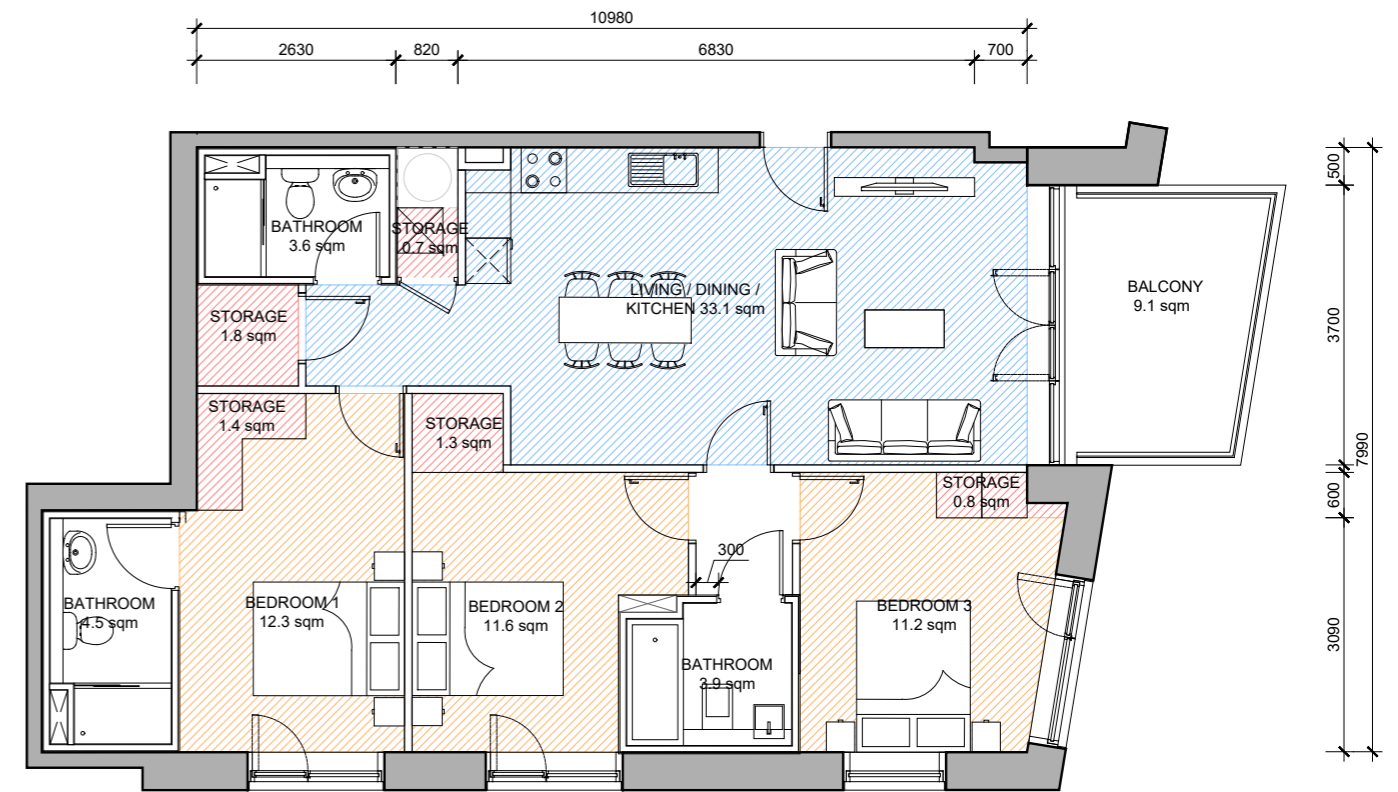 10980
2630
820
6830
700
BATHROOM
3.6 sqm
STORAGE
0.7 sqm
LIVING / DINING /
KITCHEN 33.1 sqm
BALCONY
9.1 sqm
STORAGE
1.8 sqm
STORAGE
1.4 sqm
STORAGE
1.3 sqm
STORAGE
0.8 sqm
300
BATHROOM
4.5 sqm
BEDROOM 1
12.3 sqm
BEDROOM 2
11.6 sqm
BATHROOM
3.9 sqm
BEDROOM 3
11.2 sqm
500
3700
600
3090
7990